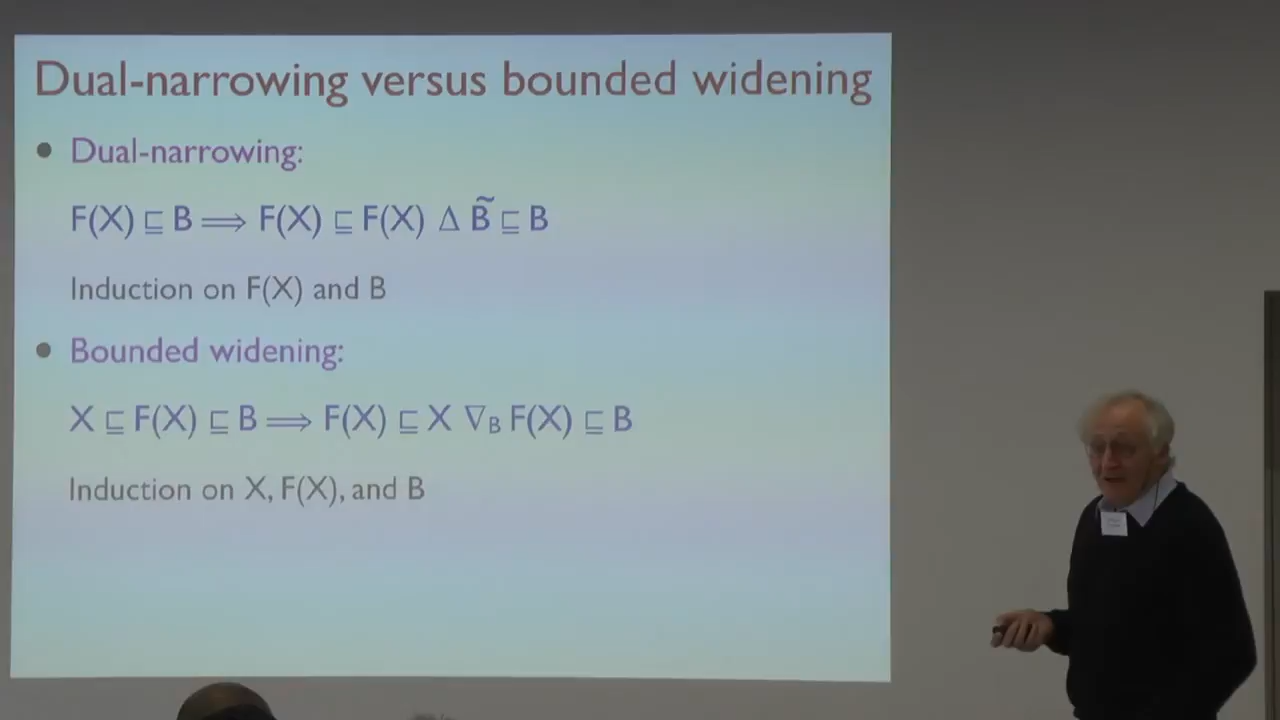 Dual-narrowing versus bounded widening
• Dual-narrowing:
F(X) ⊑ B ⟹ F(X) ⊑ F(X) Δ B̃ ⊑ B
Induction on F(X) and B
• Bounded widening:
X ⊑ F(X) ⊑ B ⟹ F(X) ⊑ X ∇B F(X) ⊑ B
Induction on X, F(X), and B